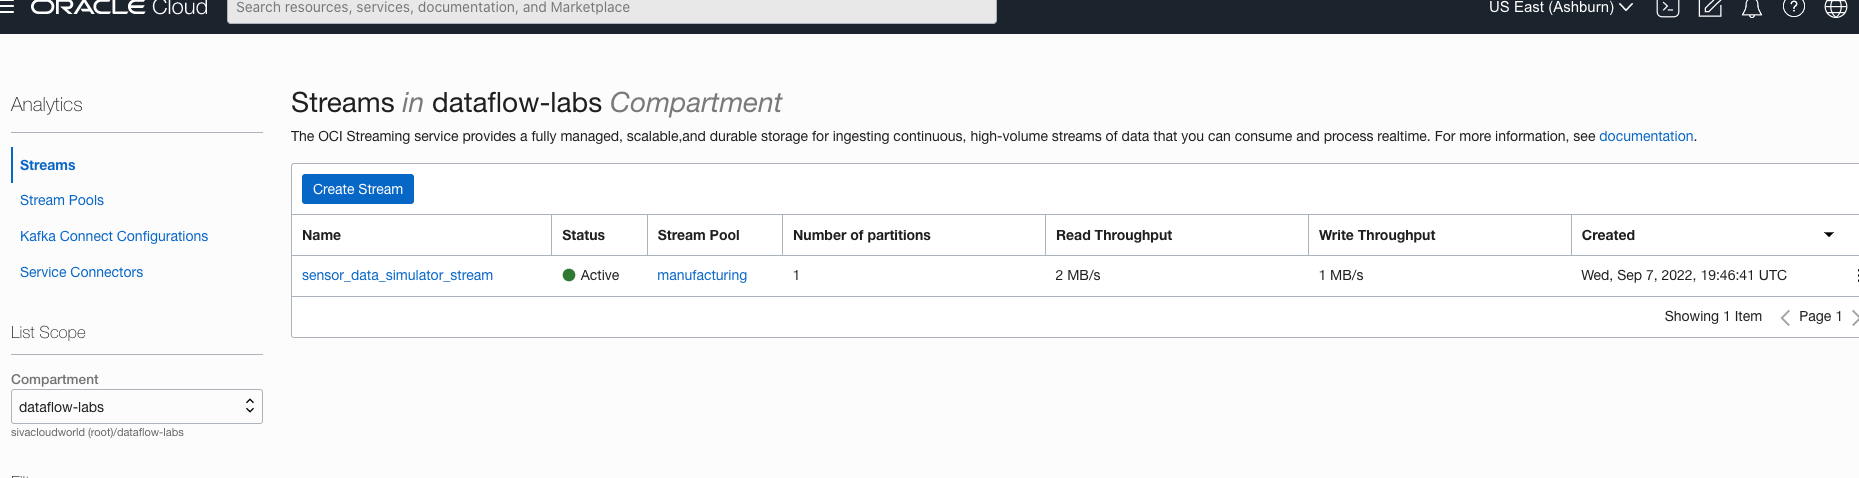 ORACLE Cloud
Search resources, services, documentation, and Marketplace
US East (Ashburn)
Analytics
Streams
Stream Pools
Kafka Connect Configurations
Service Connectors
List Scope
Compartment
dataflow-labs
sivacloudworld (root)/dataflow-labs
Streams in dataflow-labs Compartment
The OCI Streaming service provides a fully managed, scalable,and durable storage for ingesting continuous, high-volume streams of data that you can consume and process realtime. For more information, see documentation.
Create Stream
Name Status Stream Pool Number of partitions Read Throughput Write Throughput Created
sensor_data_simulator_stream Active manufacturing 1 2 MB/s 1 MB/s Wed, Sep 7, 2022, 19:46:41 UTC
Showing 1 Item Page 1